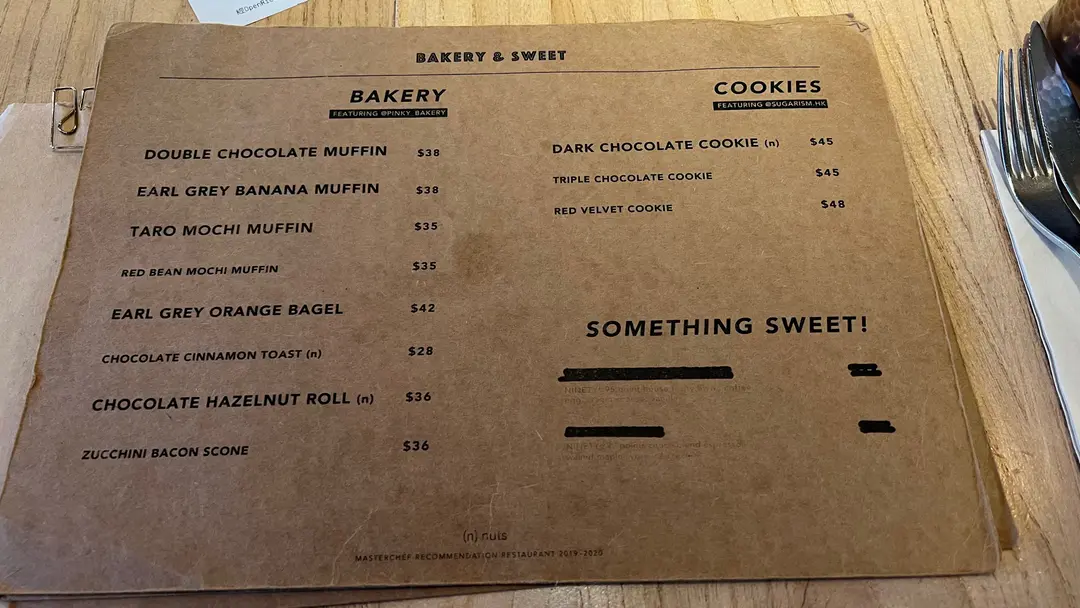 BAKERY & SWEET
BAKERY
FEATURING @PINKY_BAKERY
DOUBLE CHOCOLATE MUFFIN $38
EARL GREY BANANA MUFFIN $38
TARO MOCHI MUFFIN $35
RED BEAN MOCHI MUFFIN $35
EARL GREY ORANGE BAGEL $42
CHOCOLATE CINNAMON TOAST (n) $28
CHOCOLATE HAZELNUT ROLL (n) $36
ZUCCHINI BACON SCONE $36
COOKIES
FEATURING @SUGARISM.HK
DARK CHOCOLATE COOKIE (n) $45
TRIPLE CHOCOLATE COOKIE $45
RED VELVET COOKIE $48
SOMETHING SWEET!
(n) nuts
MASTERCHEF RECOMMENDATION RESTAURANT 2019-2020